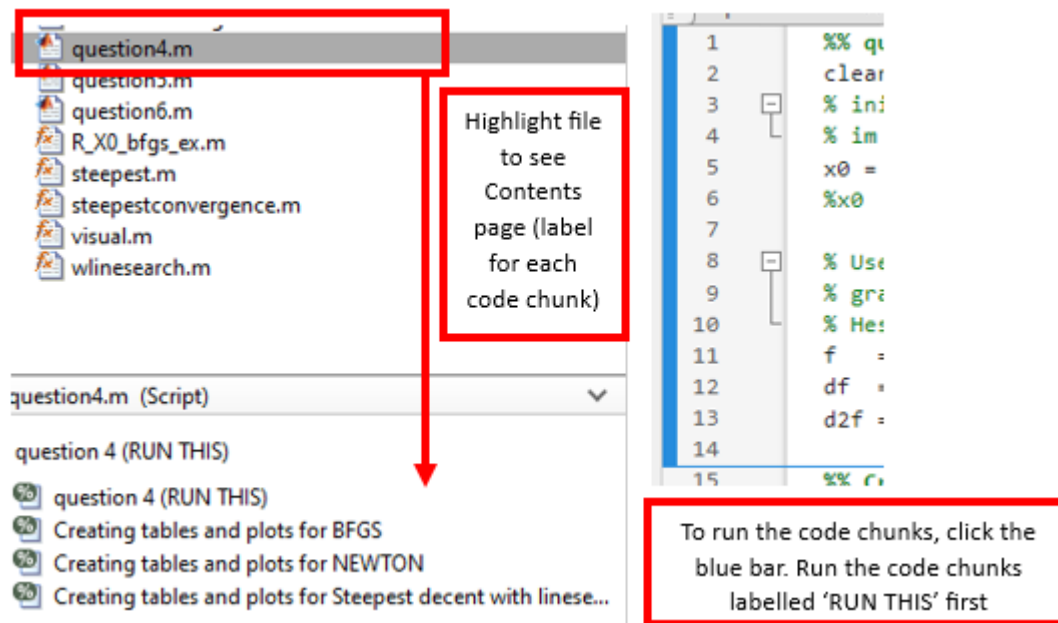 question4.m
question5.m
question6.m
R_X0_bfgs_ex.m
steepest.m
steepestconvergence.m
visual.m
wlinesearch.m
Highlight file
to see
Contents
page (label
for each
code chunk)
question4.m (Script)
question 4 (RUN THIS)
question 4 (RUN THIS)
Creating tables and plots for BFGS
Creating tables and plots for NEWTON
Creating tables and plots for Steepest decent with linese...
1 %% qu
2 clear
3 % ini
4 % im
5 x0 =
6 %x0
7
8 % Use
9 % gra
10 % Hes
11 f =
12 df =
13 d2f =
14
15 %% Cr
To run the code chunks, click the
blue bar. Run the code chunks
labelled ‘RUN THIS’ first